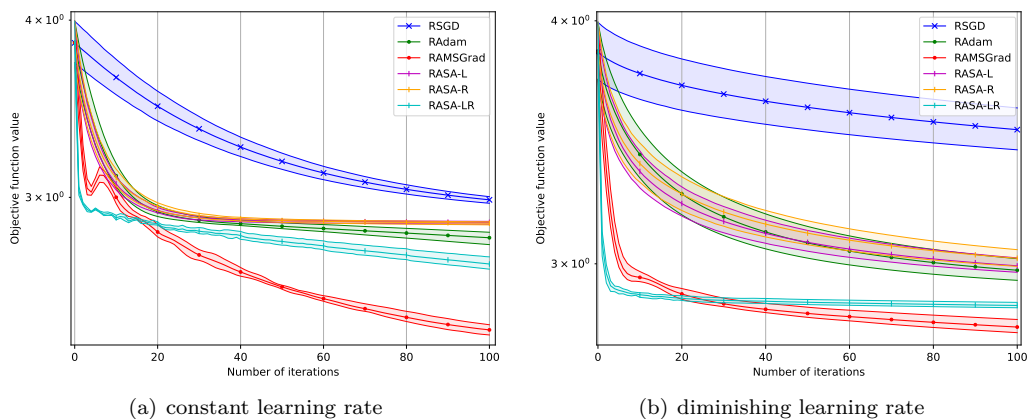 4 × 10⁰
3 × 10⁰
Objective function value
0
20
40
60
80
100
Number of iterations
RSGD
RAdam
RAMSGrad
RASA-L
RASA-R
RASA-LR
(a) constant learning rate
4 × 10⁰
3 × 10⁰
Objective function value
0
20
40
60
80
100
Number of iterations
RSGD
RAdam
RAMSGrad
RASA-L
RASA-R
RASA-LR
(b) diminishing learning rate